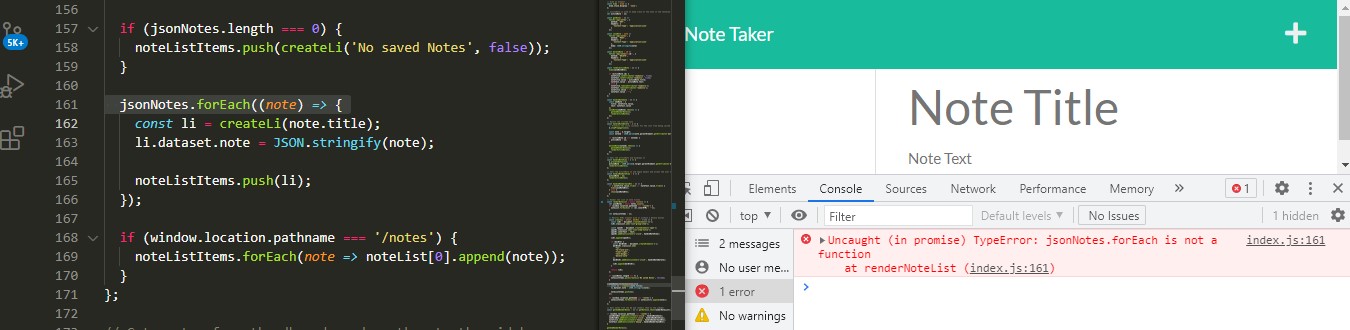 156
157 if (jsonNotes.length === 0) {
158 noteListItems.push(createLi('No saved Notes', false));
159 }
160
161 jsonNotes.forEach((note) => {
162 const li = createLi(note.title);
163 li.dataset.note = JSON.stringify(note);
164
165 noteListItems.push(li);
166 });
167
168 if (window.location.pathname === '/notes') {
169 noteListItems.forEach(note => noteList[0].append(note));
170 }
171 };
172
5K+
Note Taker
Note Title
Note Text
Elements Console Sources Network Performance Memory » 1
top Filter Default levels No Issues 1 hidden
2 messages
No user me...
1 error
No warnings
Uncaught (in promise) TypeError: jsonNotes.forEach is not a index.js:161
function
at renderNoteList (index.js:161)